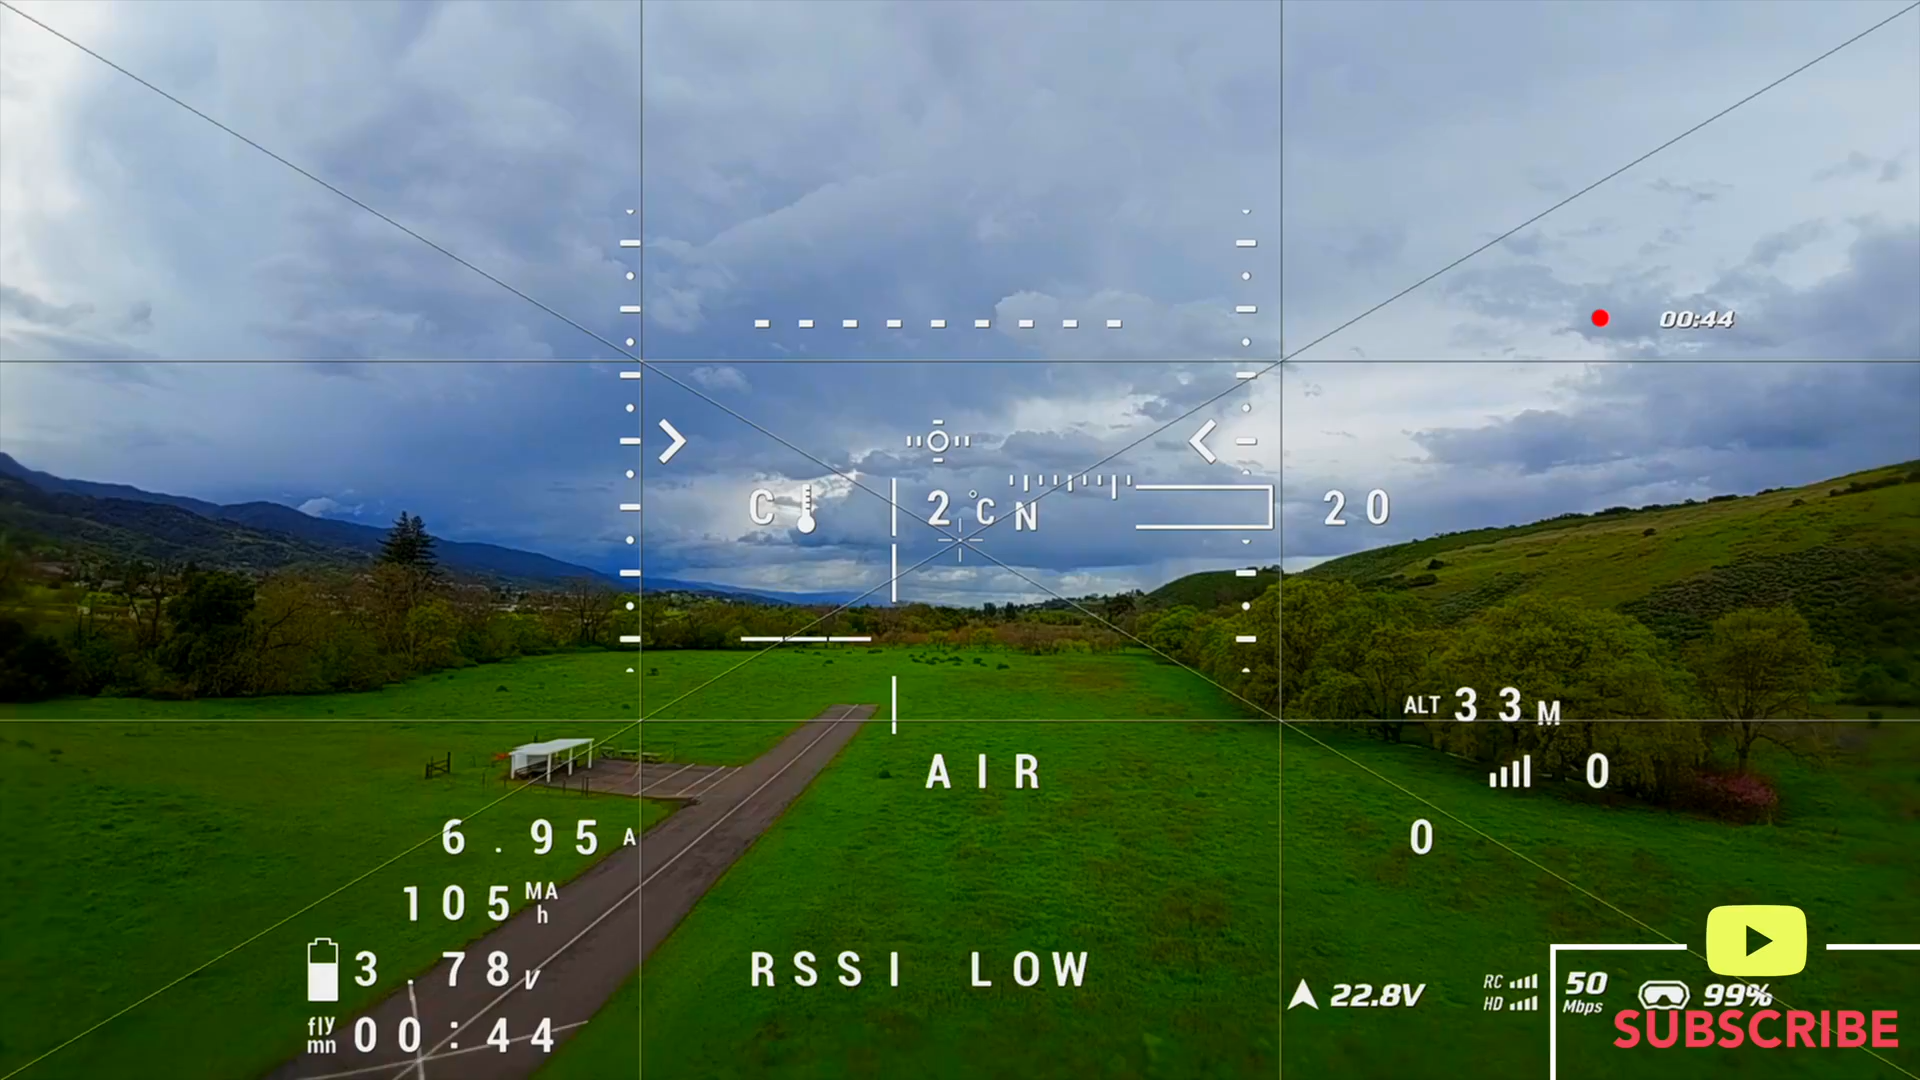 00:44
C 2 °C N 20
ALT 33 M
AIR
0
6.95 A
0
105 MA h
3.78 V
RSSI LOW
22.8V
RC
HD
50 Mbps
99%
SUBSCRIBE
fly mn 00:44